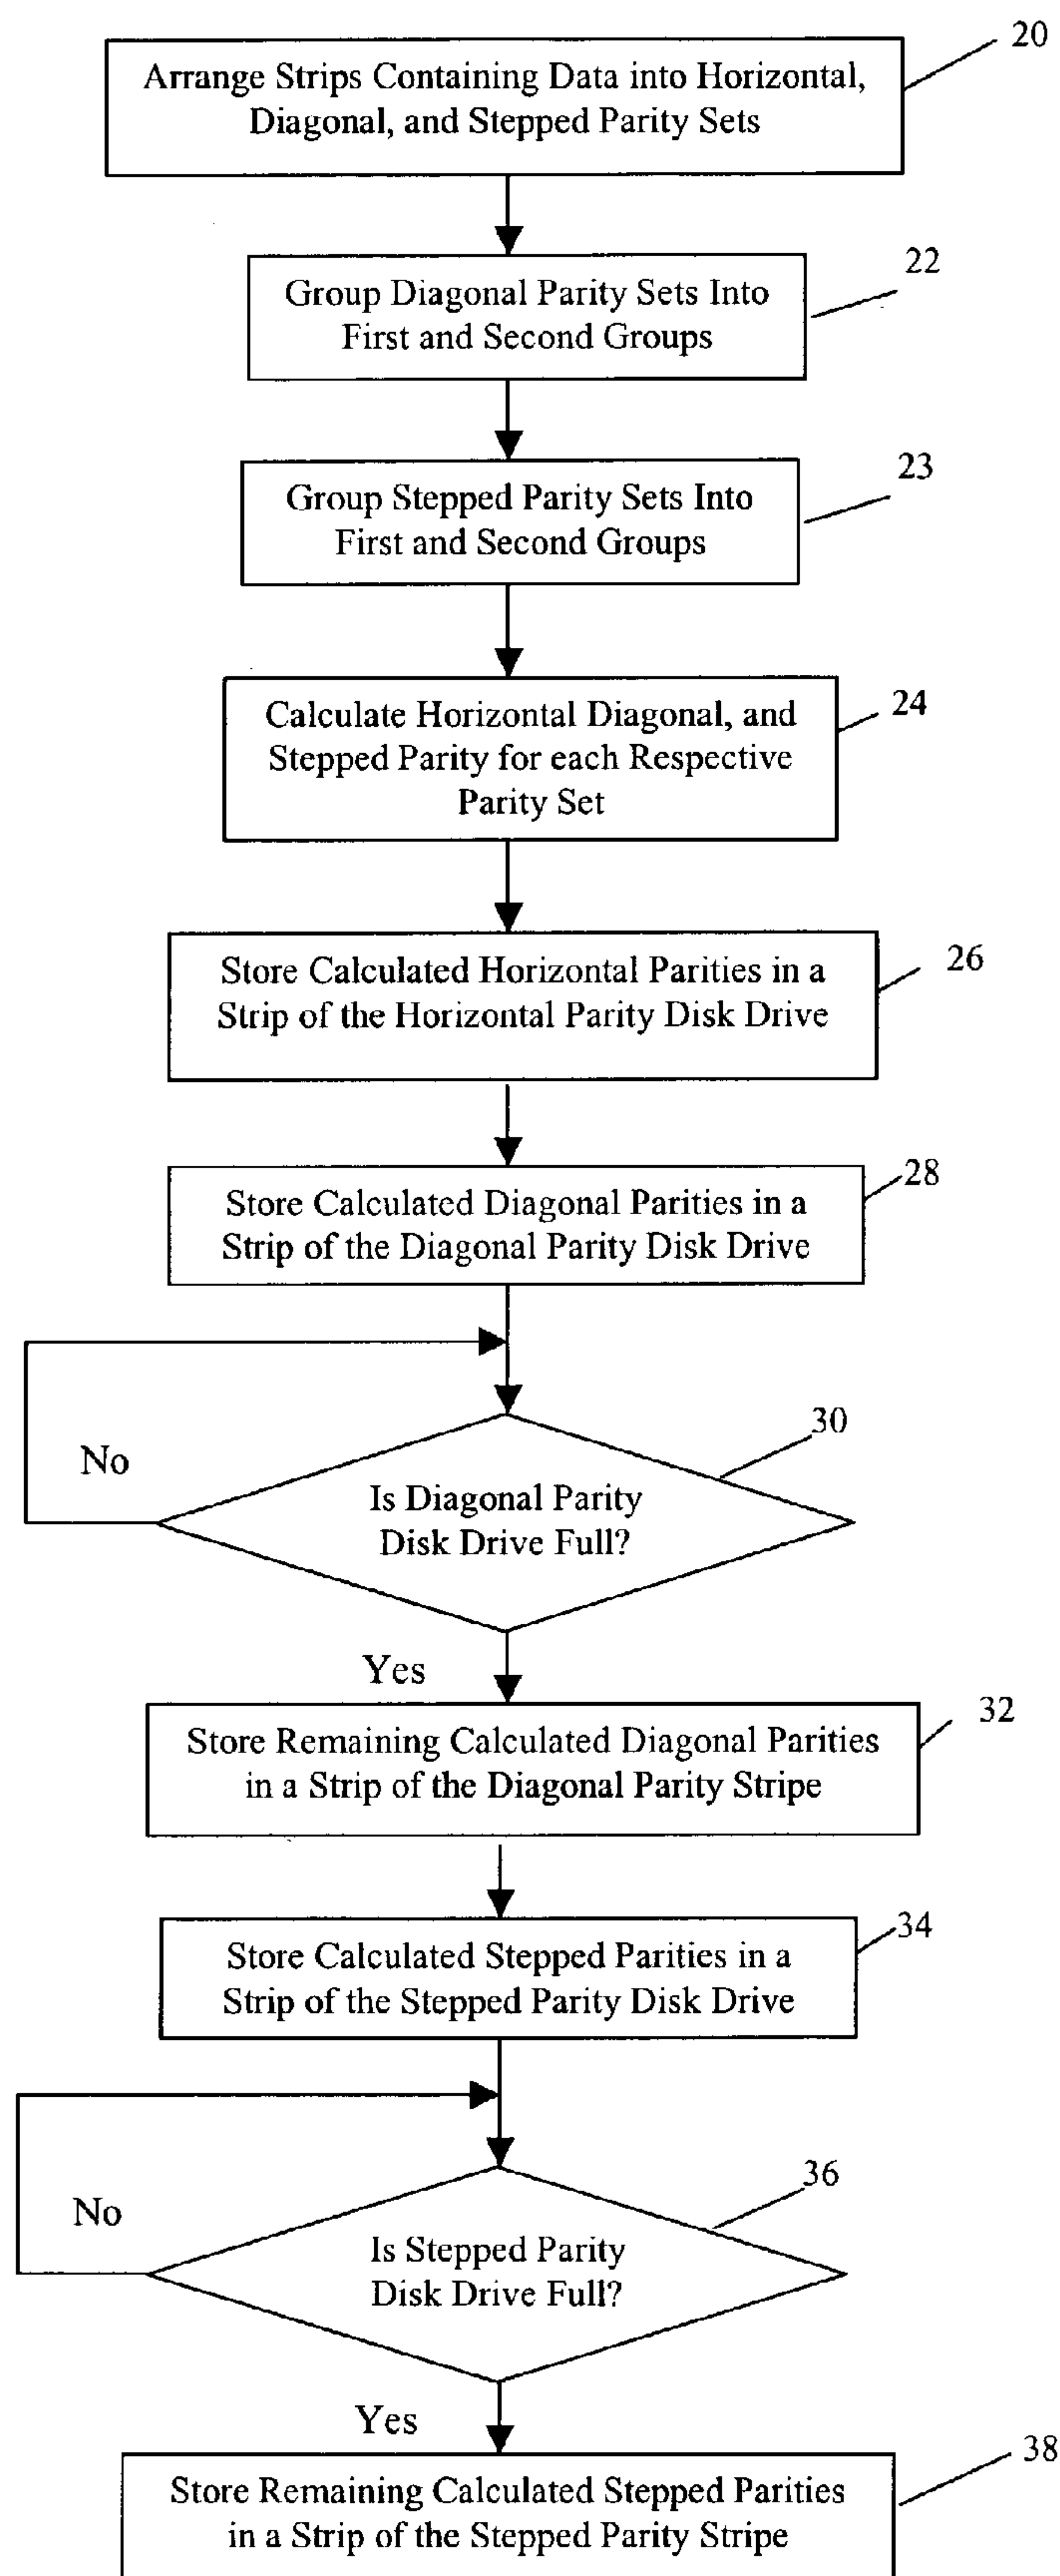 20
Arrange Strips Containing Data into Horizontal,
Diagonal, and Stepped Parity Sets
22
Group Diagonal Parity Sets Into
First and Second Groups
23
Group Stepped Parity Sets Into
First and Second Groups
24
Calculate Horizontal Diagonal, and
Stepped Parity for each Respective
Parity Set
26
Store Calculated Horizontal Parities in a
Strip of the Horizontal Parity Disk Drive
28
Store Calculated Diagonal Parities in a
Strip of the Diagonal Parity Disk Drive
30
No
Is Diagonal Parity
Disk Drive Full?
Yes
32
Store Remaining Calculated Diagonal Parities
in a Strip of the Diagonal Parity Stripe
34
Store Calculated Stepped Parities in a
Strip of the Stepped Parity Disk Drive
36
No
Is Stepped Parity
Disk Drive Full?
Yes
38
Store Remaining Calculated Stepped Parities
in a Strip of the Stepped Parity Stripe